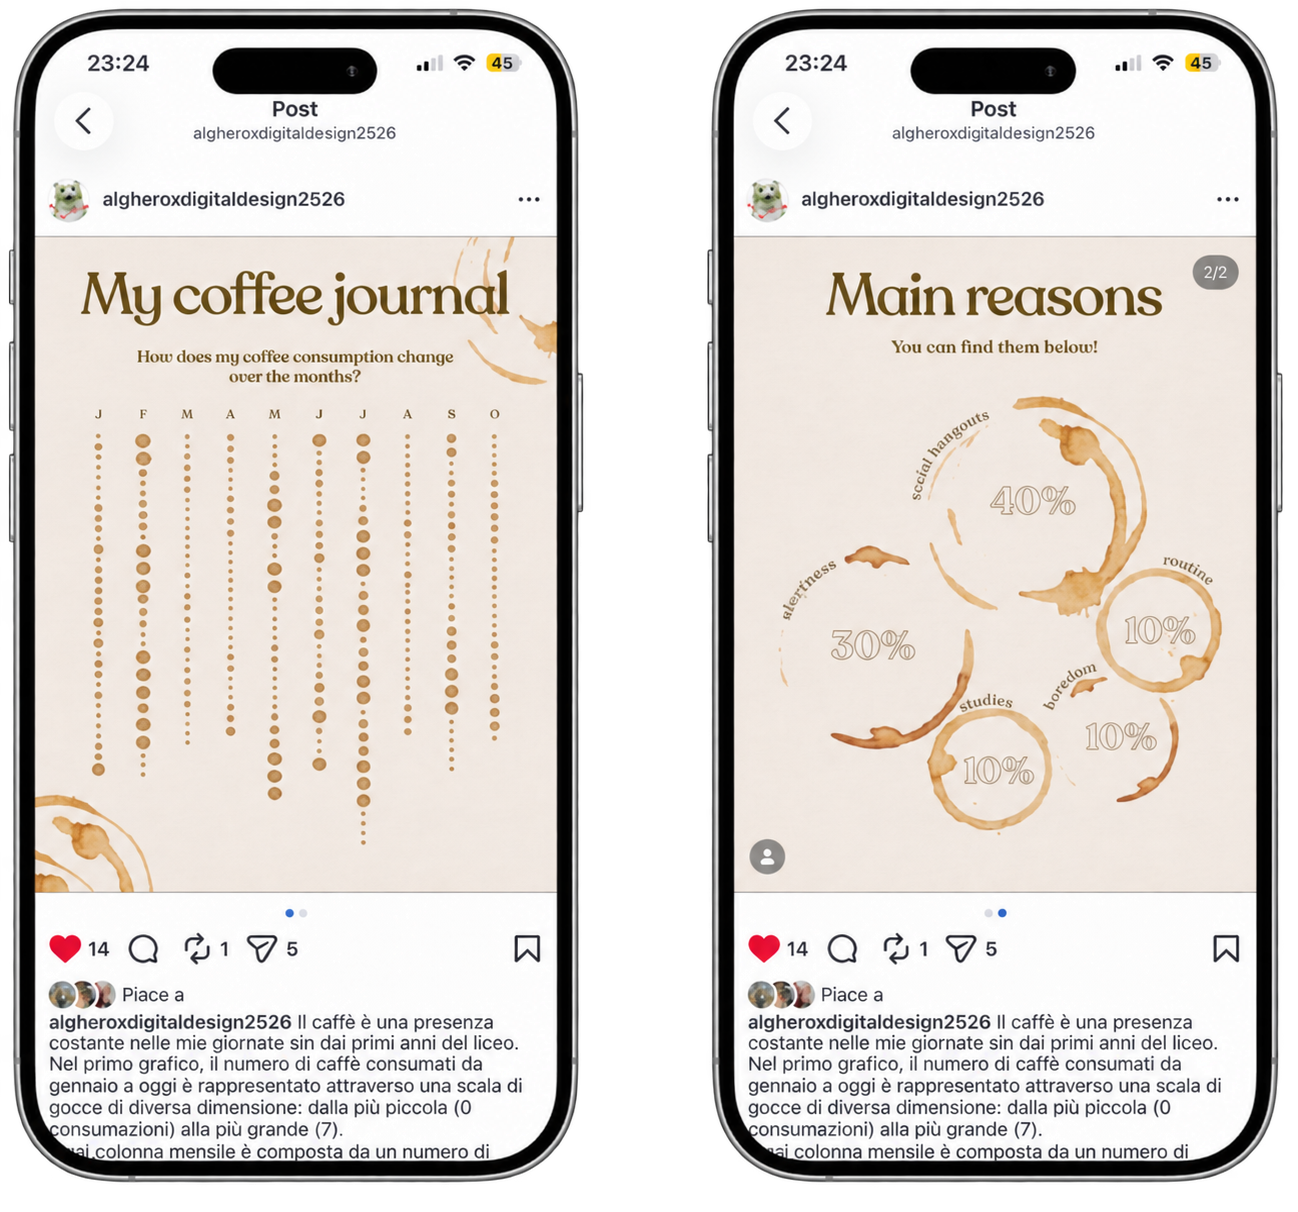 23:24
45
Post
algheroxdigitaldesign2526
algheroxdigitaldesign2526
My coffee journal
How does my coffee consumption change
over the months?
J F M A M J J A S O
14 1 5
Piace a
algheroxdigitaldesign2526 Il caffè è una presenza
costante nelle mie giornate sin dai primi anni del liceo.
Nel primo grafico, il numero di caffè consumati da
gennaio a oggi è rappresentato attraverso una scala di
gocce di diversa dimensione: dalla più piccola (0
consumazioni) alla più grande (7).
colonna mensile è composta da un numero di
23:24
45
Post
algheroxdigitaldesign2526
algheroxdigitaldesign2526
2/2
Main reasons
You can find them below!
social hangouts
40%
alertness
30%
routine
10%
boredom
10%
studies
10%
14 1 5
Piace a
algheroxdigitaldesign2526 Il caffè è una presenza
costante nelle mie giornate sin dai primi anni del liceo.
Nel primo grafico, il numero di caffè consumati da
gennaio a oggi è rappresentato attraverso una scala di
gocce di diversa dimensione: dalla più piccola (0
consumazioni) alla più grande (7).
colonna mensile è composta da un numero di